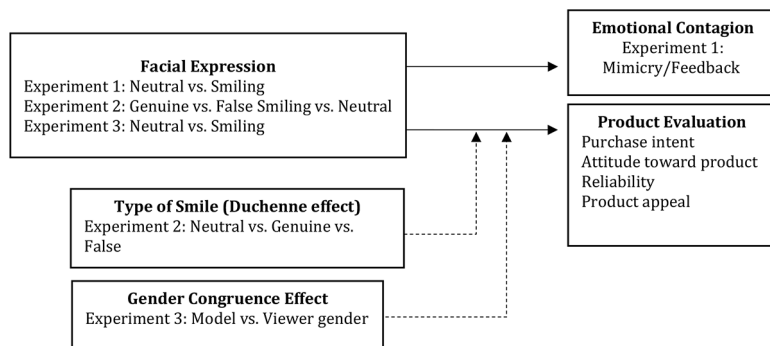 Facial Expression
Experiment 1: Neutral vs. Smiling
Experiment 2: Genuine vs. False Smiling vs. Neutral
Experiment 3: Neutral vs. Smiling
Emotional Contagion
Experiment 1:
Mimicry/Feedback
Product Evaluation
Purchase intent
Attitude toward product
Reliability
Product appeal
Type of Smile (Duchenne effect)
Experiment 2: Neutral vs. Genuine vs.
False
Gender Congruence Effect
Experiment 3: Model vs. Viewer gender